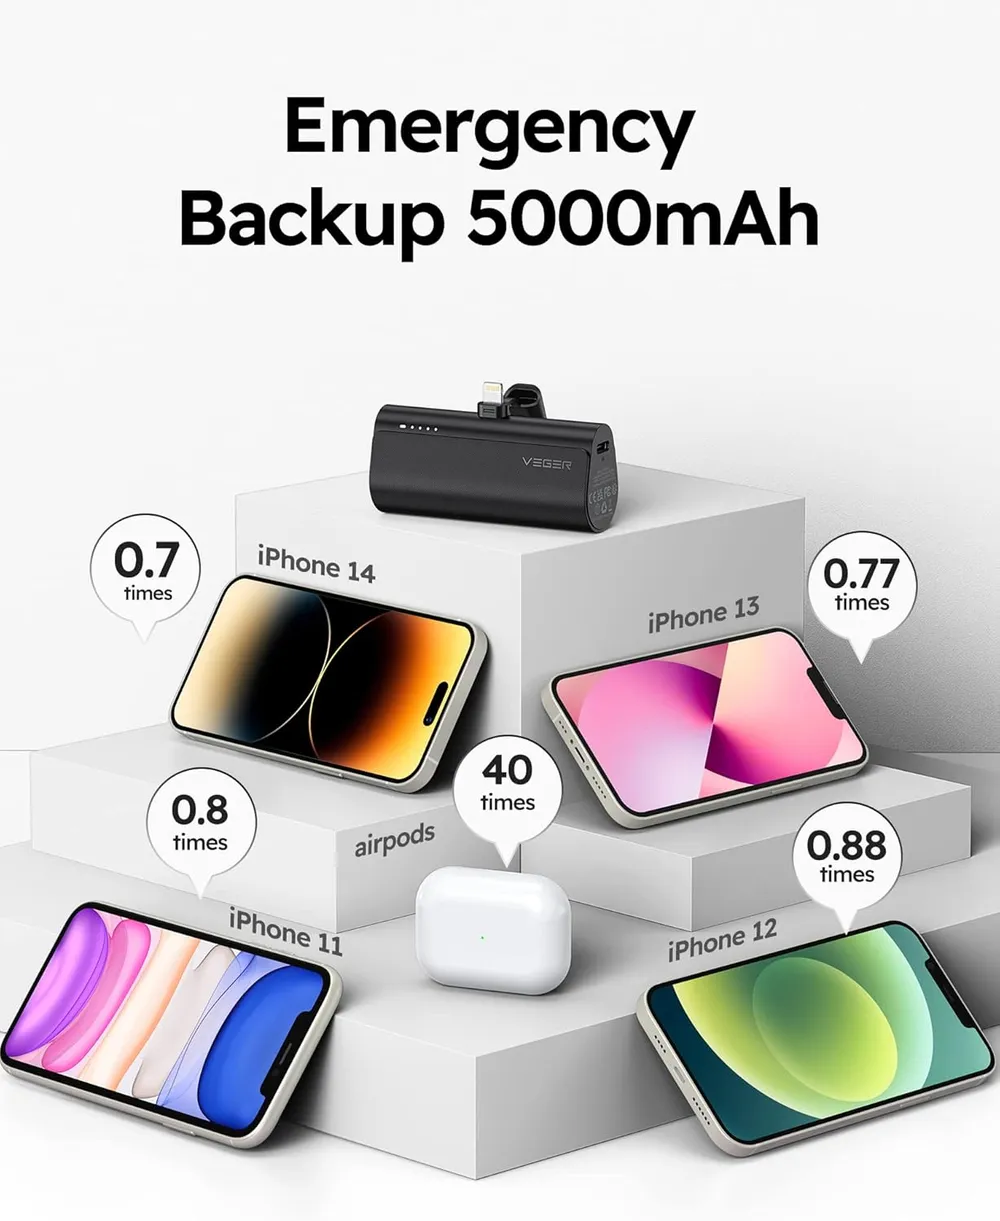 Emergency
Backup 5000mAh
VEGER
0.7
times
iPhone 14
iPhone 13
0.77
times
0.8
times
airpods
40
times
0.88
times
iPhone 11
iPhone 12